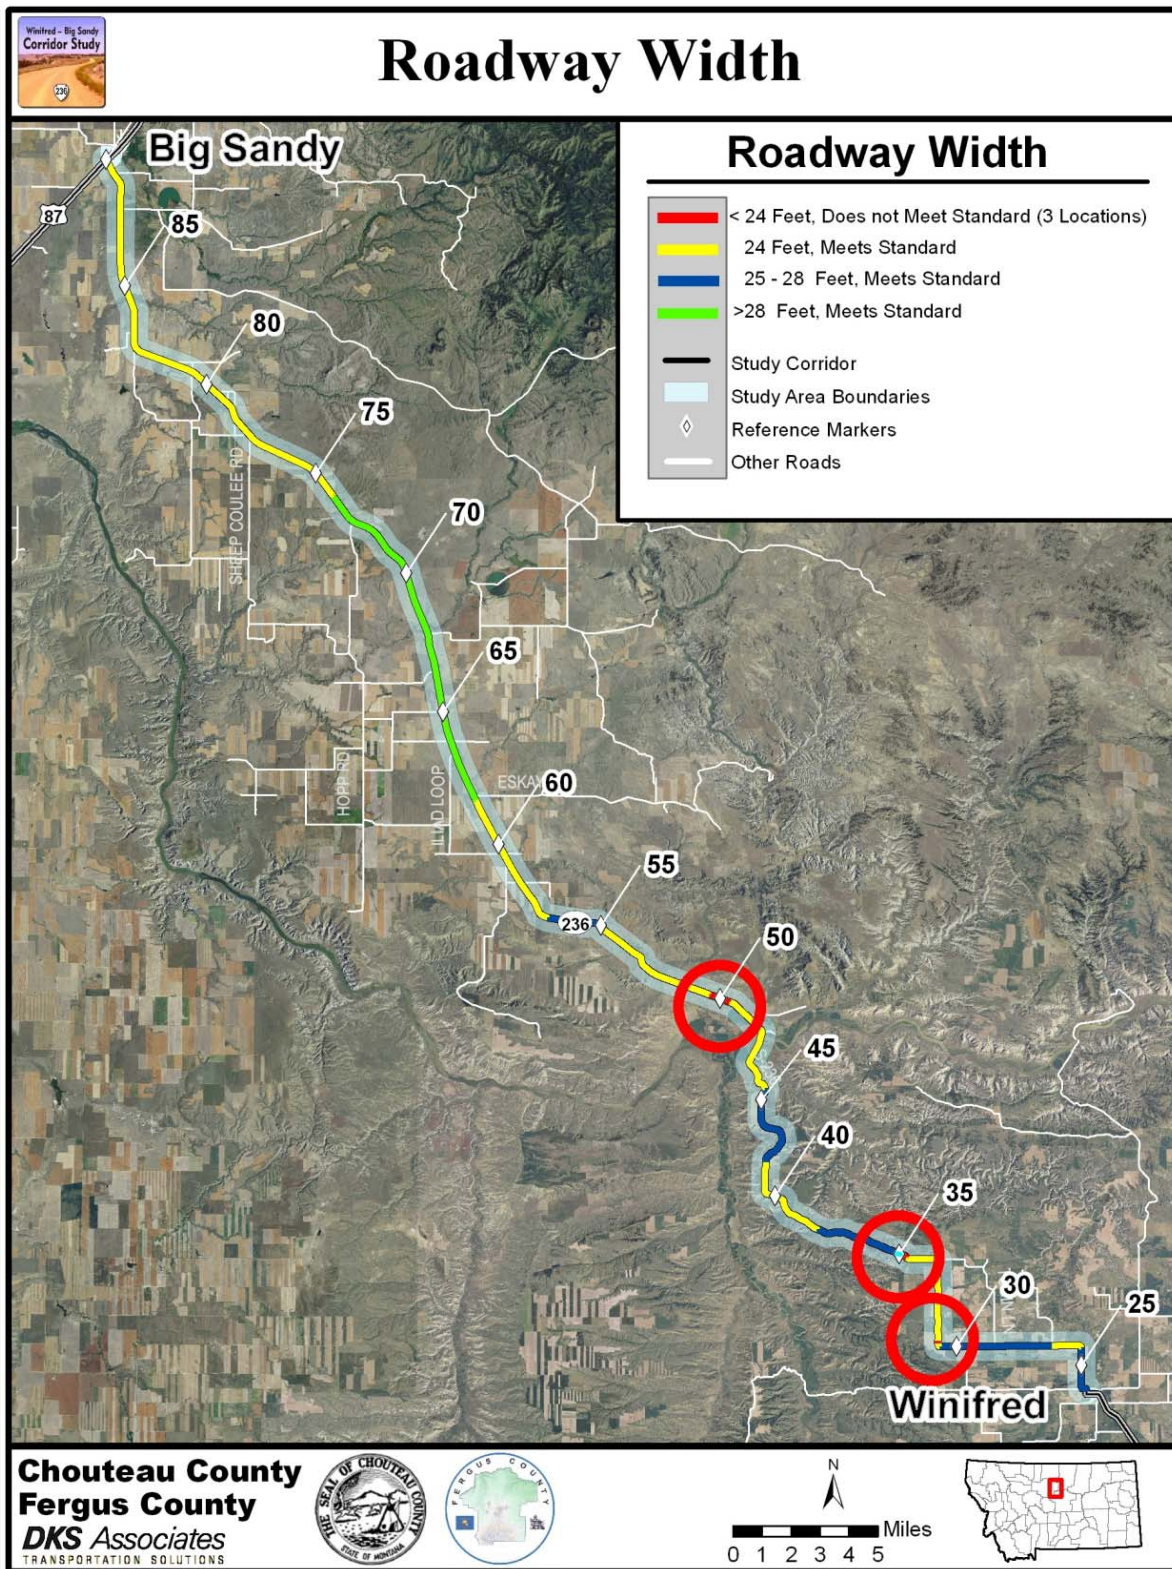 Winifred – Big Sandy
Corridor Study
236
Roadway Width
Big Sandy
87
85
80
75
70
65
60
55
50
45
40
35
30
25
SHEEP COULEE RD
HOPP RD
ILIAD LOOP
236
Winifred
Roadway Width
< 24 Feet, Does not Meet Standard (3 Locations)
24 Feet, Meets Standard
25 - 28 Feet, Meets Standard
>28 Feet, Meets Standard
Study Corridor
Study Area Boundaries
Reference Markers
Other Roads
Chouteau County
Fergus County
DKS Associates
TRANSPORTATION SOLUTIONS
THE SEAL OF CHOUTEAU COUNTY
STATE OF MONTANA
FERGUS COUNTY
N
Miles
0 1 2 3 4 5